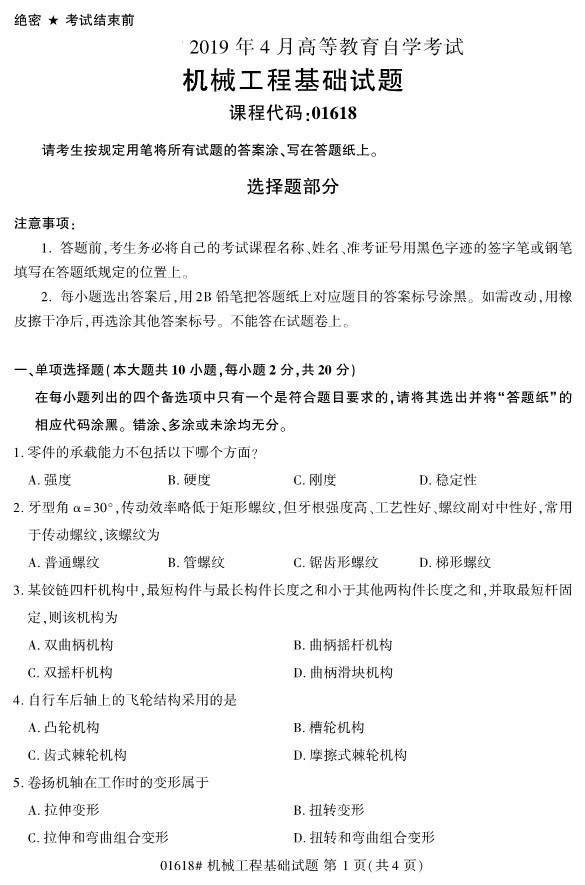 绝密 ★ 考试结束前
2019 年 4 月高等教育自学考试
机械工程基础试题
课程代码:01618
请考生按规定用笔将所有试题的答案涂、写在答题纸上。
选择题部分
注意事项:
1. 答题前,考生务必将自己的考试课程名称、姓名、准考证号用黑色字迹的签字笔或钢笔
填写在答题纸规定的位置上。
2. 每小题选出答案后,用 2B 铅笔把答题纸上对应题目的答案标号涂黑。如需改动,用橡
皮擦干净后,再选涂其他答案标号。不能答在试题卷上。
一、单项选择题(本大题共 10 小题,每小题 2 分,共 20 分)
在每小题列出的四个备选项中只有一个是符合题目要求的,请将其选出并将“答题纸”的
相应代码涂黑。错涂、多涂或未涂均无分。
1. 零件的承载能力不包括以下哪个方面?
A. 强度 B. 硬度 C. 刚度 D. 稳定性
2. 牙型角 α=30°,传动效率略低于矩形螺纹,但牙根强度高、工艺性好、螺纹副对中性好,常用
于传动螺纹,该螺纹为
A. 普通螺纹 B. 管螺纹 C. 锯齿形螺纹 D. 梯形螺纹
3. 某铰链四杆机构中,最短构件与最长构件长度之和小于其他两构件长度之和,并取最短杆固
定,则该机构为
A. 双曲柄机构 B. 曲柄摇杆机构
C. 双摇杆机构 D. 曲柄滑块机构
4. 自行车后轴上的飞轮结构采用的是
A. 凸轮机构 B. 槽轮机构
C. 齿式棘轮机构 D. 摩擦式棘轮机构
5. 卷扬机轴在工作时的变形属于
A. 拉伸变形 B. 扭转变形
C. 拉伸和弯曲组合变形 D. 扭转和弯曲组合变形
01618# 机械工程基础试题 第 1 页(共 4 页)